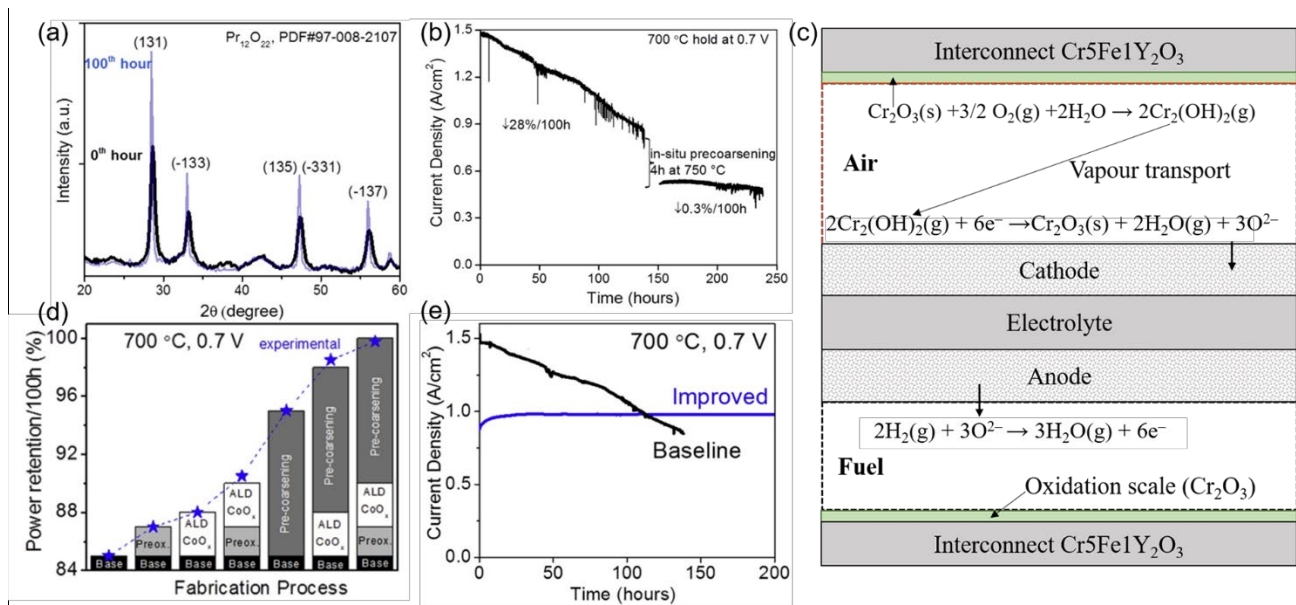 (a)
Pr₁₂O₂₂, PDF#97-008-2107
(131)
100ᵗʰ hour
(-133)
(135) (-331)
(-137)
0ᵗʰ hour
Intensity (a.u.)
20 30 40 50 60
2θ (degree)
(b)
700 °C hold at 0.7 V
↓28%/100h
in-situ precoarsening
4h at 750 °C
↓0.3%/100h
Current Density (A/cm²)
1.5
1.2
0.9
0.6
0.3
0.0
0 50 100 150 200 250
Time (hours)
(c)
Interconnect Cr5Fe1Y₂O₃
Cr₂O₃(s) +3/2 O₂(g) +2H₂O → 2Cr₂(OH)₂(g)
Air
Vapour transport
2Cr₂(OH)₂(g) + 6e⁻ →Cr₂O₃(s) + 2H₂O(g) + 3O²⁻
Cathode
Electrolyte
Anode
2H₂(g) + 3O²⁻ → 3H₂O(g) + 6e⁻
Fuel
Oxidation scale (Cr₂O₃)
Interconnect Cr5Fe1Y₂O₃
(d)
700 °C, 0.7 V
experimental
Power retention/100h (%)
100
96
92
88
84
Base
Preox.
Base
ALD
CoOₓ
Base
ALD
CoOₓ
Preox.
Base
Pre-coarsening
Base
Pre-coarsening
ALD
CoOₓ
Base
Pre-coarsening
ALD
CoOₓ
Preox.
Base
Fabrication Process
(e)
700 °C, 0.7 V
Improved
Baseline
Current Density (A/cm²)
1.5
1.0
0.5
0.0
0 50 100 150 200
Time (hours)